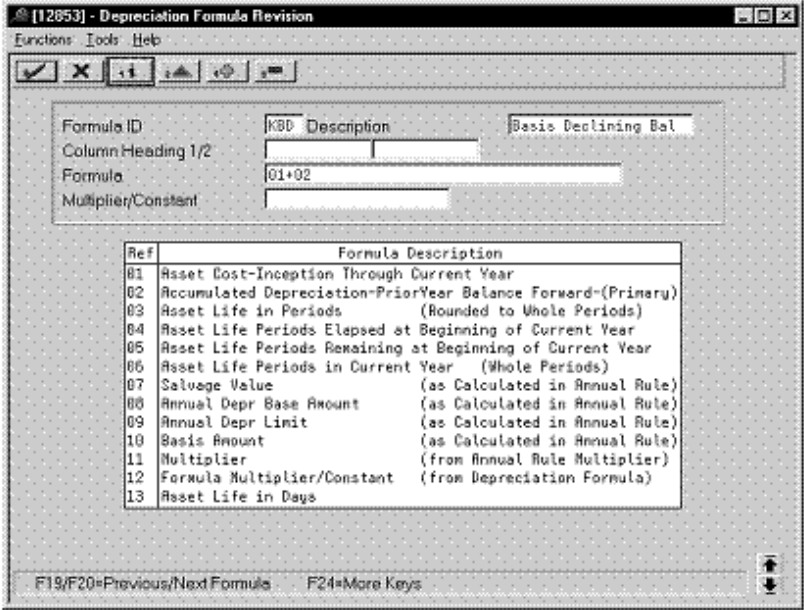 [12853] - Depreciation Formula Revision
Functions Tools Help
Formula ID KBD Description Basis Declining Bal
Column Heading 1/2
Formula 01+02
Multiplier/Constant
Ref Formula Description
01 Asset Cost-Inception Through Current Year
02 Accumulated Depreciation-PriorYear Balance Forward-(Primary)
03 Asset Life in Periods (Rounded to Whole Periods)
04 Asset Life Periods Elapsed at Beginning of Current Year
05 Asset Life Periods Remaining at Beginning of Current Year
06 Asset Life Periods in Current Year (Whole Periods)
07 Salvage Value (as Calculated in Annual Rule)
08 Annual Depr Base Amount (as Calculated in Annual Rule)
09 Annual Depr Limit (as Calculated in Annual Rule)
10 Basis Amount (as Calculated in Annual Rule)
11 Multiplier (from Annual Rule Multiplier)
12 Formula Multiplier/Constant (from Depreciation Formula)
13 Asset Life in Days
F19/F20=Previous/Next Formula F24=More Keys